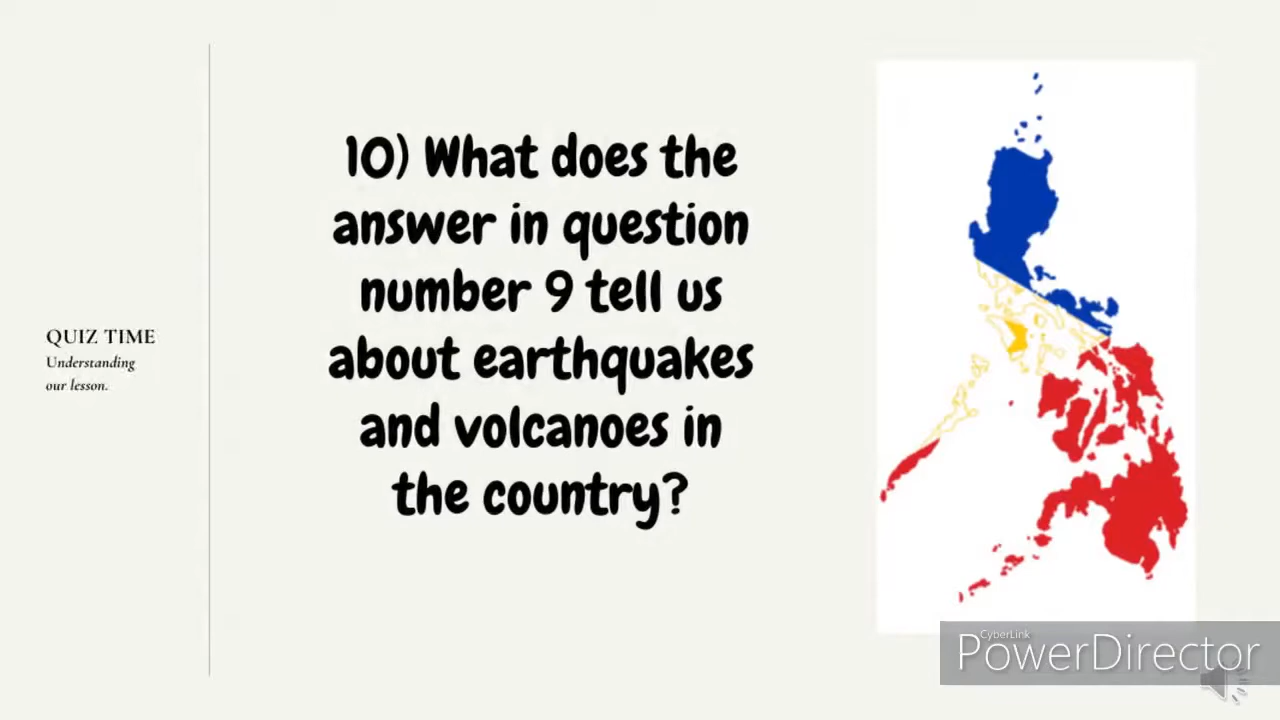 QUIZ TIME
Understanding
our lesson.
10) What does the
answer in question
number 9 tell us
about earthquakes
and volcanoes in
the country?
CyberLink
PowerDirector